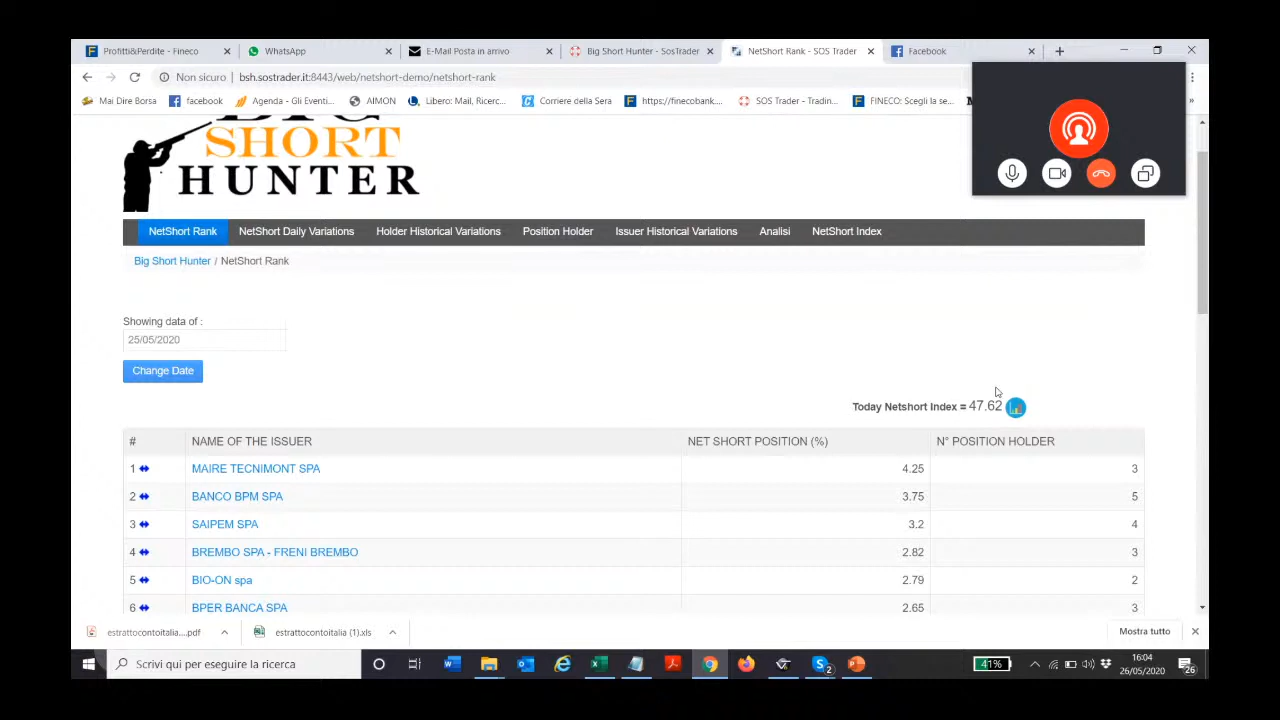 Profitti&Perdite - Fineco
WhatsApp
E-Mail Posta in arrivo
Big Short Hunter - SosTrader
NetShort Rank - SOS Trader
Facebook
Non sicuro | bsh.sostrader.it:8443/web/netshort-demo/netshort-rank
Mai Dire Borsa
facebook
Agenda - Gli Eventi...
AIMON
Libero: Mail, Ricerc...
Corriere della Sera
https://finecobank....
SOS Trader - Tradin...
FINECO: Scegli la se...
BIG
SHORT
HUNTER
NetShort Rank
NetShort Daily Variations
Holder Historical Variations
Position Holder
Issuer Historical Variations
Analisi
NetShort Index
Big Short Hunter / NetShort Rank
Showing data of :
25/05/2020
Change Date
Today Netshort Index = 47.62
# NAME OF THE ISSUER NET SHORT POSITION (%) N° POSITION HOLDER
1 MAIRE TECNIMONT SPA 4.25 3
2 BANCO BPM SPA 3.75 5
3 SAIPEM SPA 3.2 4
4 BREMBO SPA - FRENI BREMBO 2.82 3
5 BIO-ON spa 2.79 2
6 BPER BANCA SPA 2.65 3
estrattocontoitalia....pdf
estrattocontoitalia (1).xls
Mostra tutto
Scrivi qui per eseguire la ricerca
2
41%
16:04
26/05/2020
26